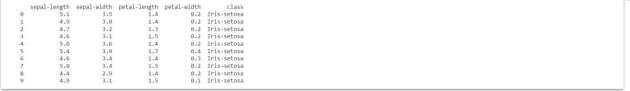 sepal-length sepal-width petal-length petal-width class
0 5.1 3.5 1.4 0.2 Iris-setosa
1 4.9 3.0 1.4 0.2 Iris-setosa
2 4.7 3.2 1.3 0.2 Iris-setosa
3 4.6 3.1 1.5 0.2 Iris-setosa
4 5.0 3.6 1.4 0.2 Iris-setosa
5 5.4 3.9 1.7 0.4 Iris-setosa
6 4.6 3.4 1.4 0.3 Iris-setosa
7 5.0 3.4 1.5 0.2 Iris-setosa
8 4.4 2.9 1.4 0.2 Iris-setosa
9 4.9 3.1 1.5 0.1 Iris-setosa